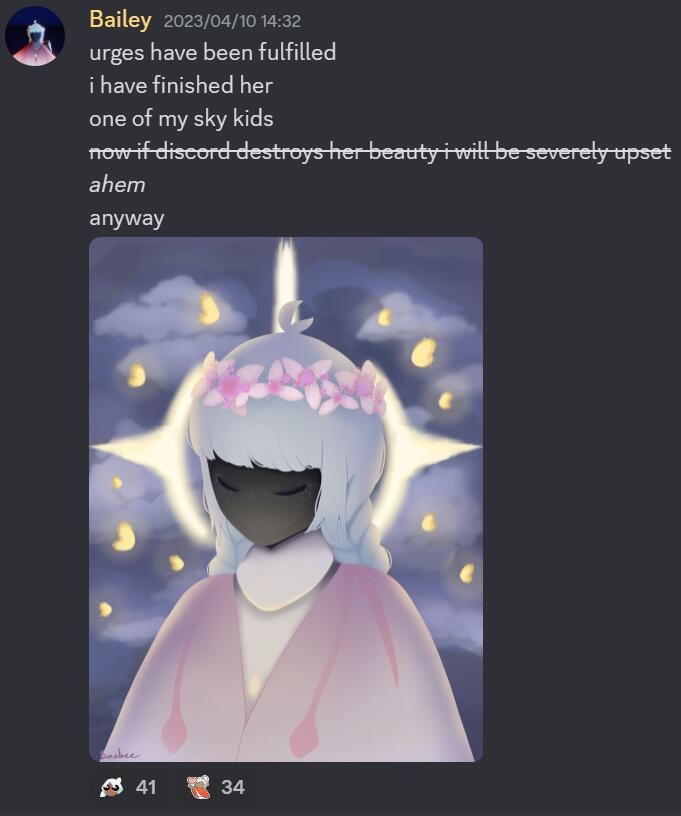 Bailey 2023/04/10 14:32
urges have been fulfilled
i have finished her
one of my sky kids
now if discord destroys her beauty i will be severely upset
ahem
anyway
baebee
41 34